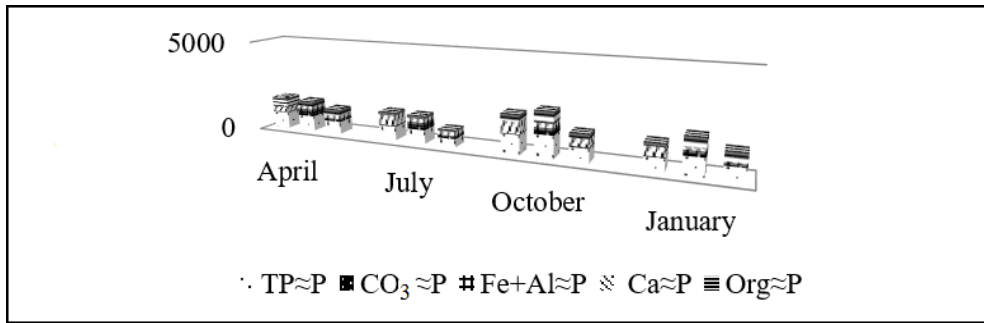 5000
0
April
July
October
January
TP≈P CO₃ ≈P Fe+Al≈P Ca≈P Org≈P